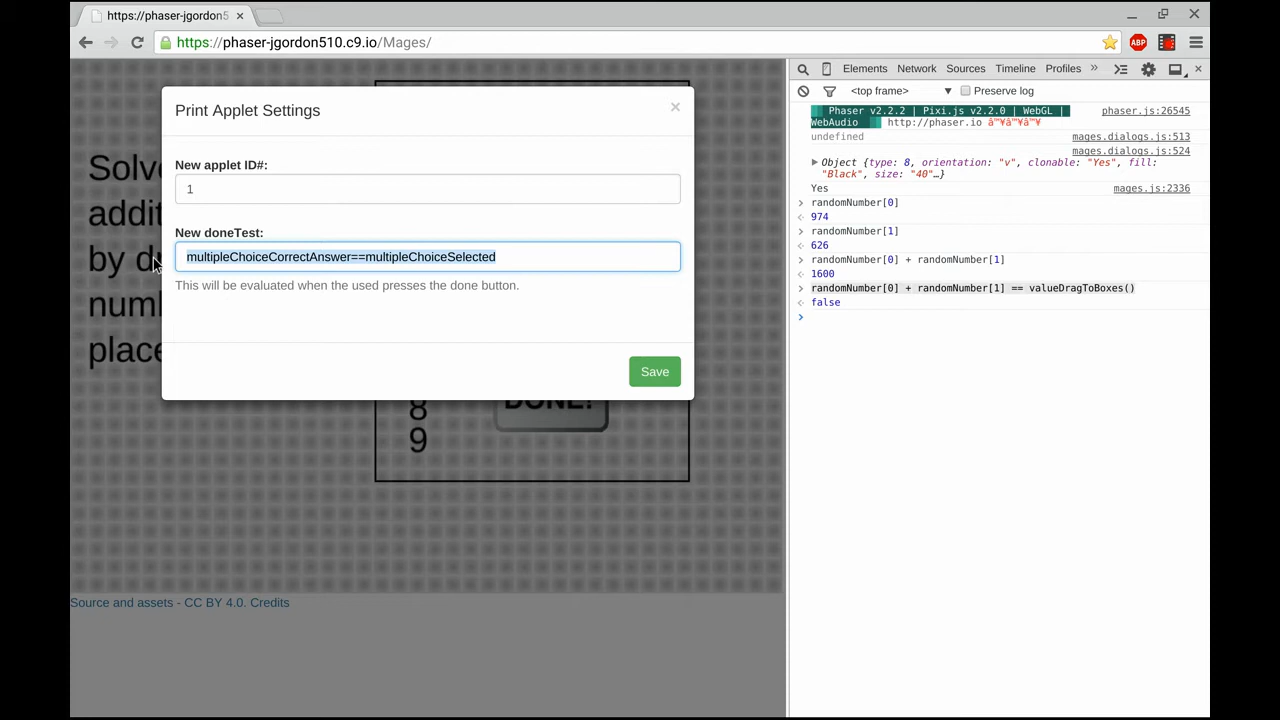 https://phaser-jgordon5
https://phaser-jgordon510.c9.io/Mages/
ABP
Elements Network Sources Timeline Profiles »
<top frame> Preserve log
Phaser v2.2.2 | Pixi.js v2.2.0 | WebGL | phaser.js:26545
WebAudio http://phaser.io ♥â™¥â™¥
undefined mages.dialogs.js:513
mages.dialogs.js:524
Object {type: 8, orientation: "v", clonable: "Yes", fill:
"Black", size: "40"…}
Yes mages.js:2336
randomNumber[0]
974
randomNumber[1]
626
randomNumber[0] + randomNumber[1]
1600
randomNumber[0] + randomNumber[1] == valueDragToBoxes()
false
Print Applet Settings ×
New applet ID#:
1
New doneTest:
multipleChoiceCorrectAnswer==multipleChoiceSelected
This will be evaluated when the used presses the done button.
Save
Solve
addit
by d
numb
place
8
9
DONE!
Source and assets - CC BY 4.0. Credits